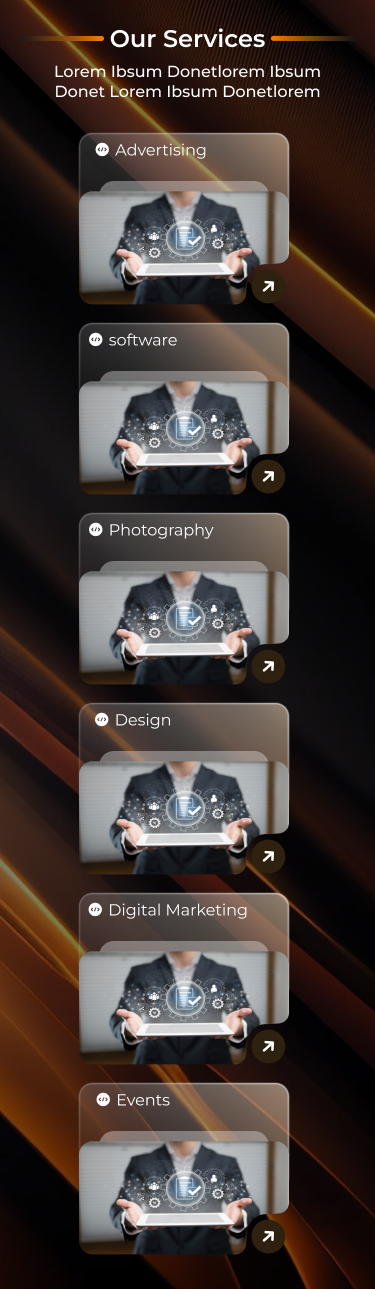 Our Services
Lorem Ibsum Donetlorem Ibsum
Donet Lorem Ibsum Donetlorem
Advertising
software
Photography
Design
Digital Marketing
Events